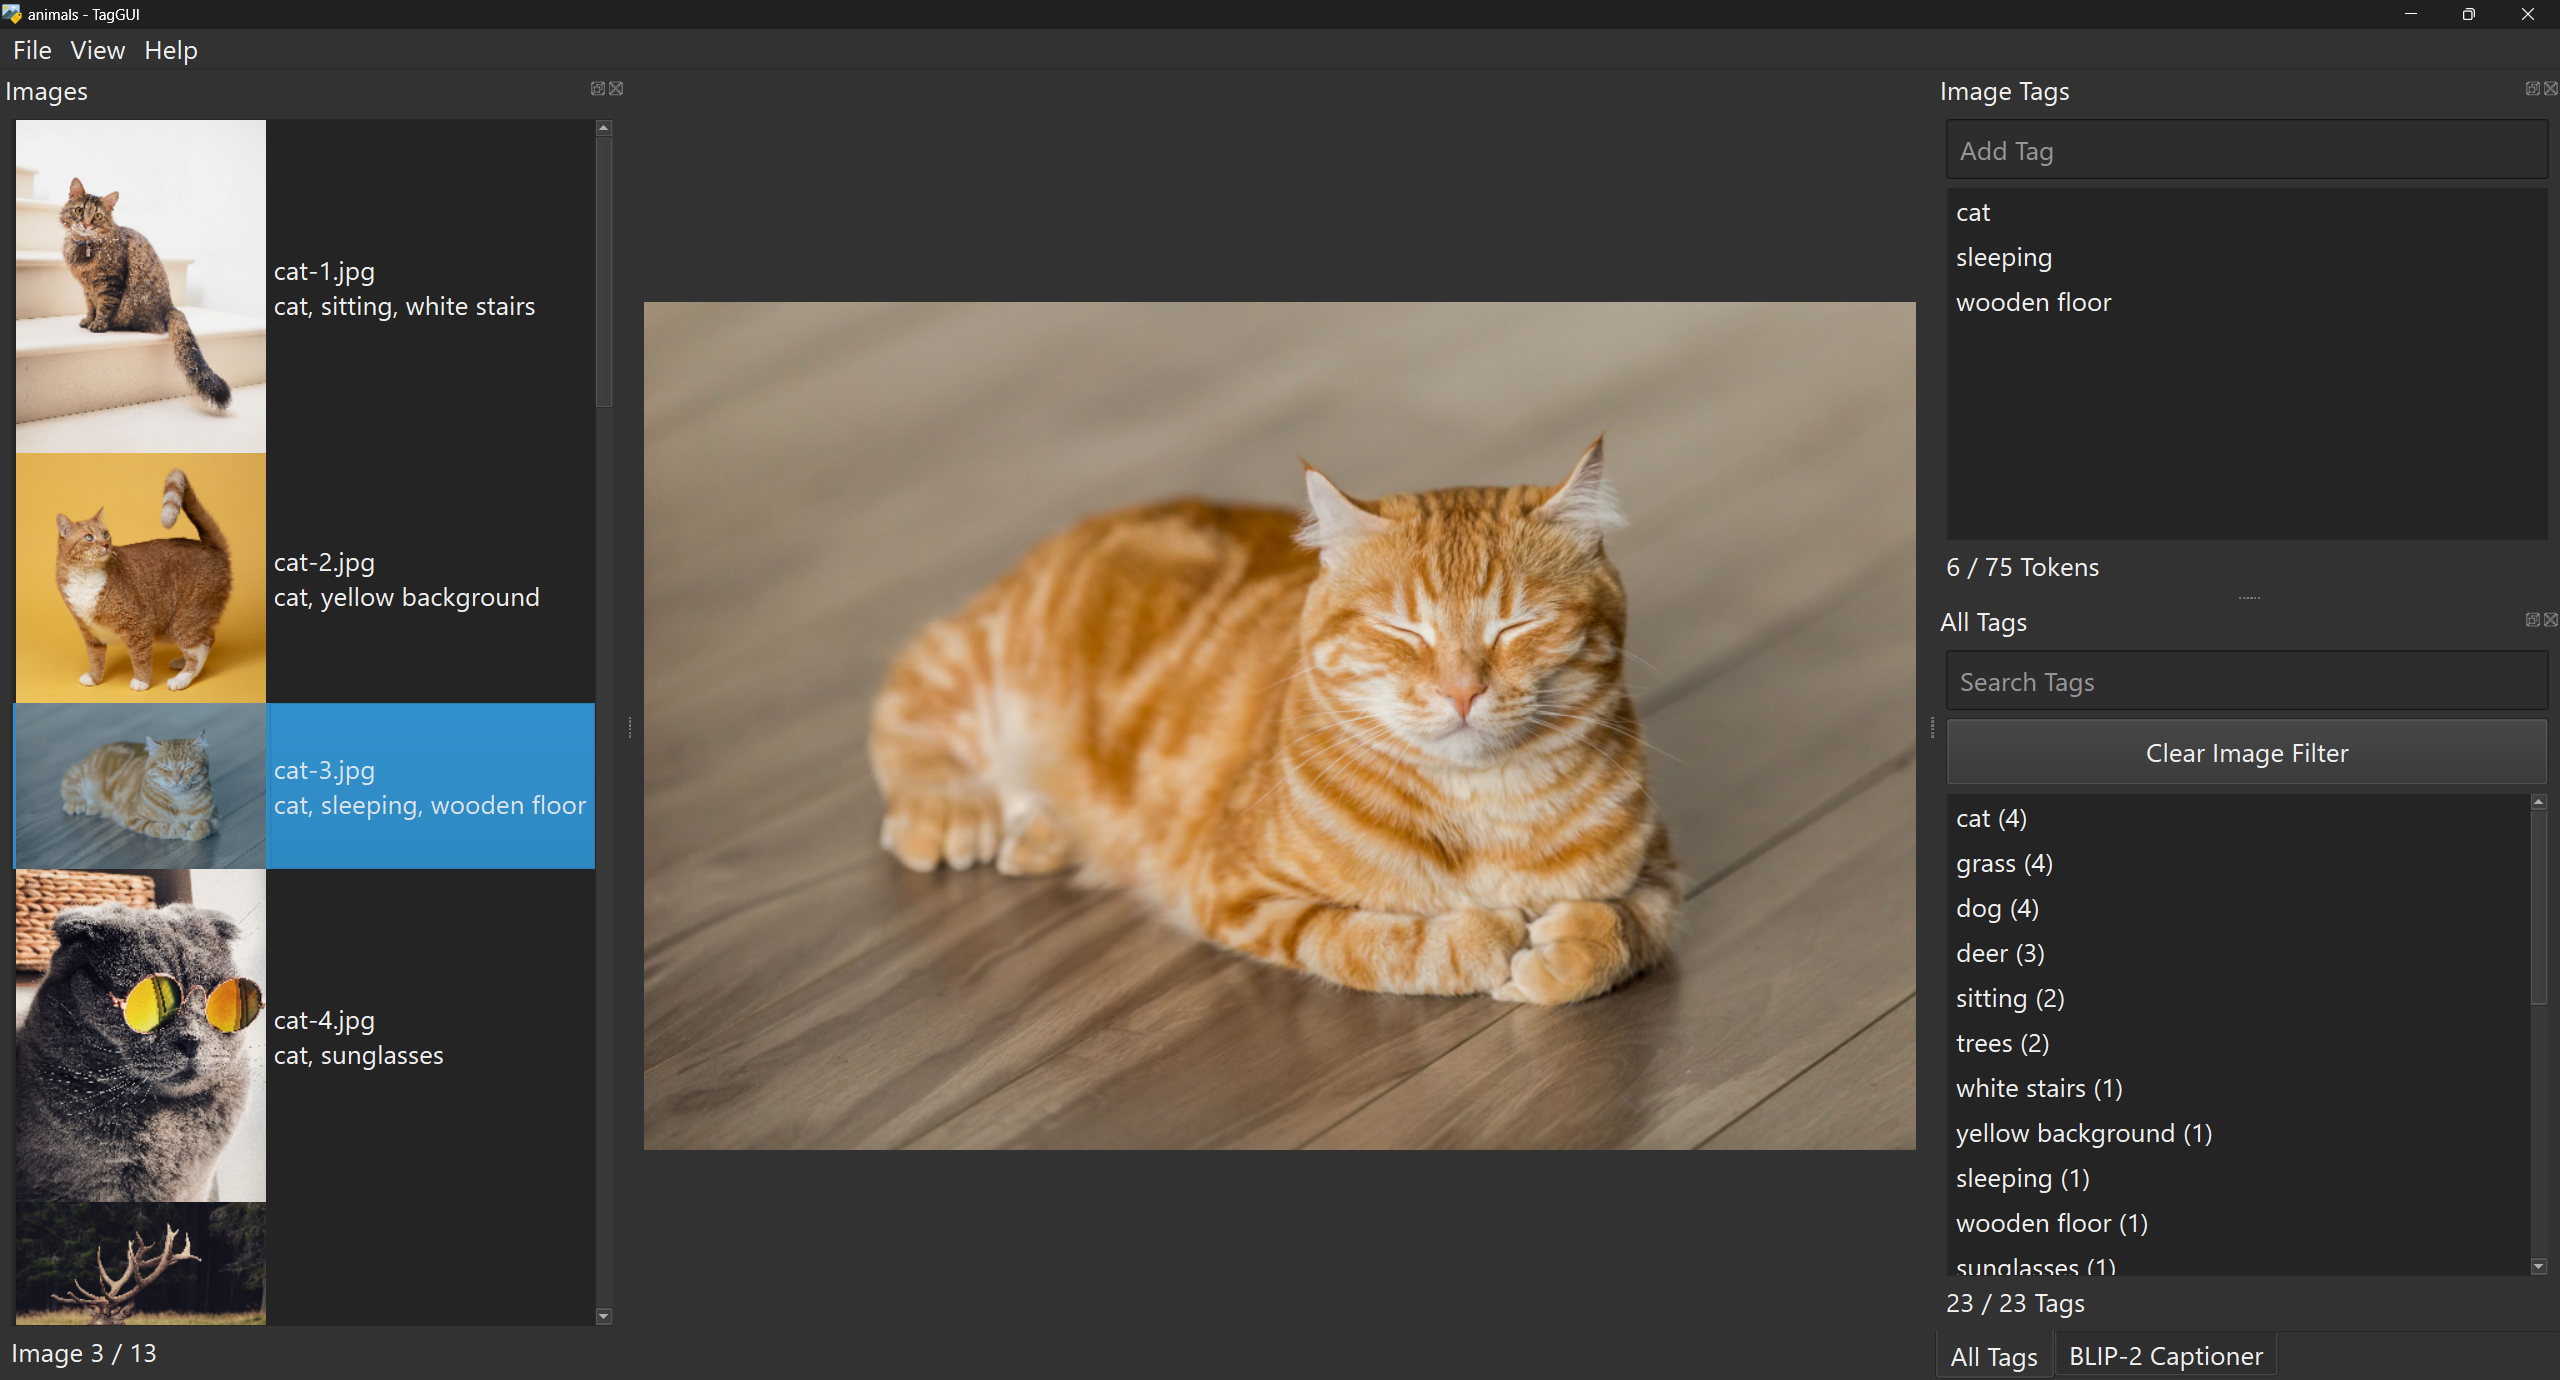 animals - TagGUI
File View Help
Images
cat-1.jpg
cat, sitting, white stairs
cat-2.jpg
cat, yellow background
cat-3.jpg
cat, sleeping, wooden floor
cat-4.jpg
cat, sunglasses
Image 3 / 13
Image Tags
Add Tag
cat
sleeping
wooden floor
6 / 75 Tokens
All Tags
Search Tags
Clear Image Filter
cat (4)
grass (4)
dog (4)
deer (3)
sitting (2)
trees (2)
white stairs (1)
yellow background (1)
sleeping (1)
wooden floor (1)
sunglasses (1)
23 / 23 Tags
All Tags BLIP-2 Captioner